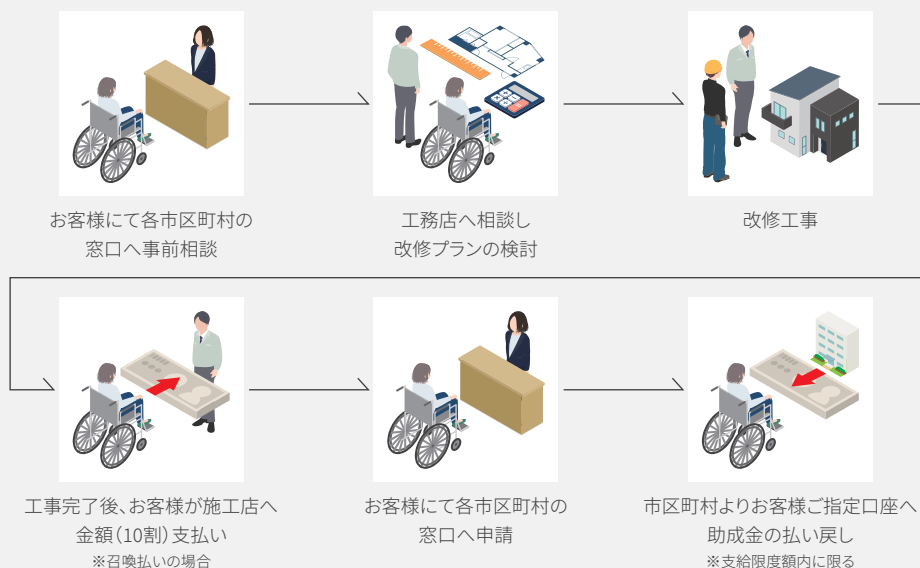 お客様にて各市区町村の
窓口へ事前相談
工務店へ相談し
改修プランの検討
改修工事
工事完了後、お客様が施工店へ
金額(10割)支払い
※召喚払いの場合
お客様にて各市区町村の
窓口へ申請
市区町村よりお客様ご指定口座へ
助成金の払い戻し
※支給限度額内に限る